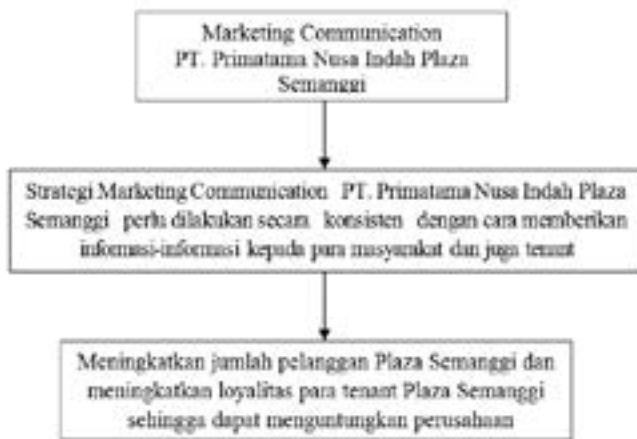 Marketing Communication
PT. Primatama Nusa Indah Plaza
Semanggi
Strategi Marketing Communication PT. Primatama Nusa Indah Plaza
Semanggi perlu dilakukan secara konsisten dengan cara memberikan
informasi-informasi kepada para masyarakat dan juga tenant
Meningkatkan jumlah pelanggan Plaza Semanggi dan
meningkatkan loyalitas para tenant Plaza Semanggi
sehingga dapat menguntungkan perusahaan